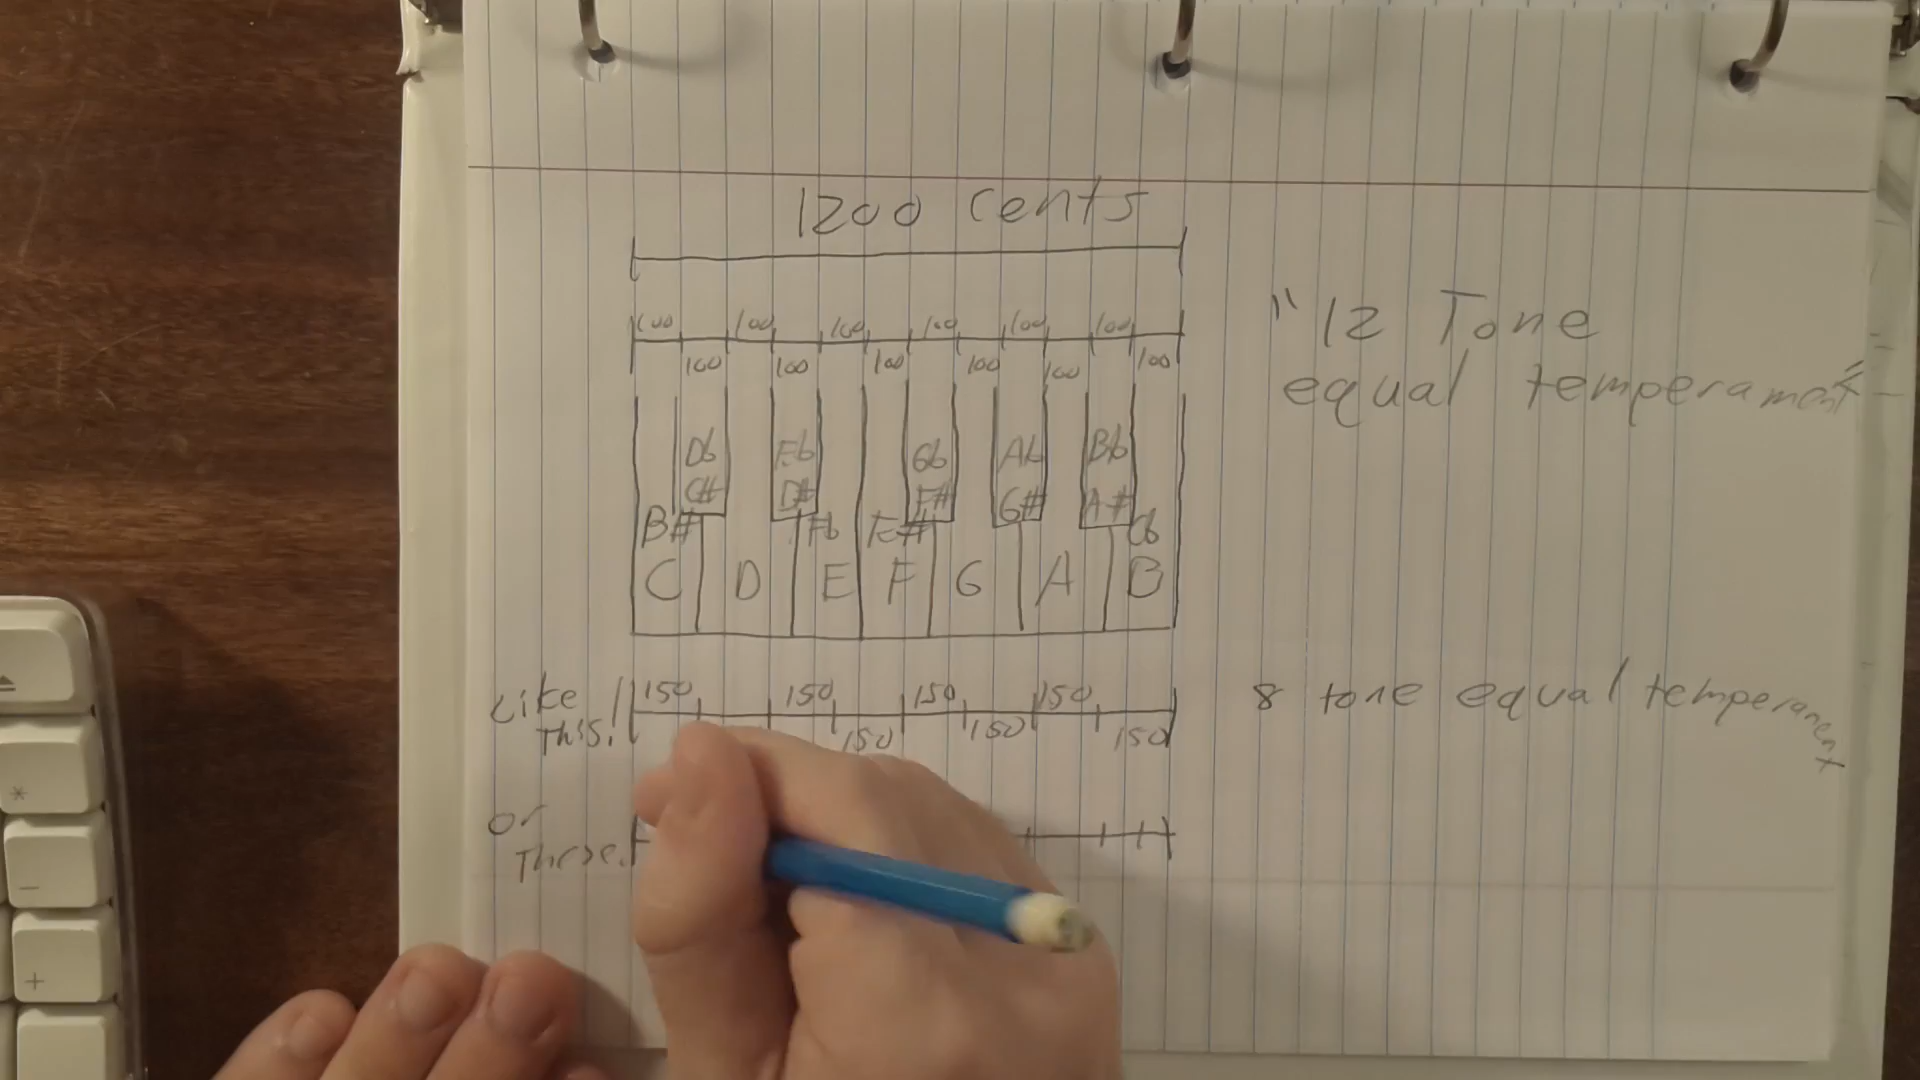 1200 cents
100 100 100 100 100 100
100 100 100 100 100 100
"12 Tone
equal temperament"
Db Eb Gb Ab Bb
C# D# F# G# A#
B# Fb E# Cb
C D E F G A B
Like 150 150 150 150
This! 150 150 150
8 tone equal temperament
or
These.
*
–
+